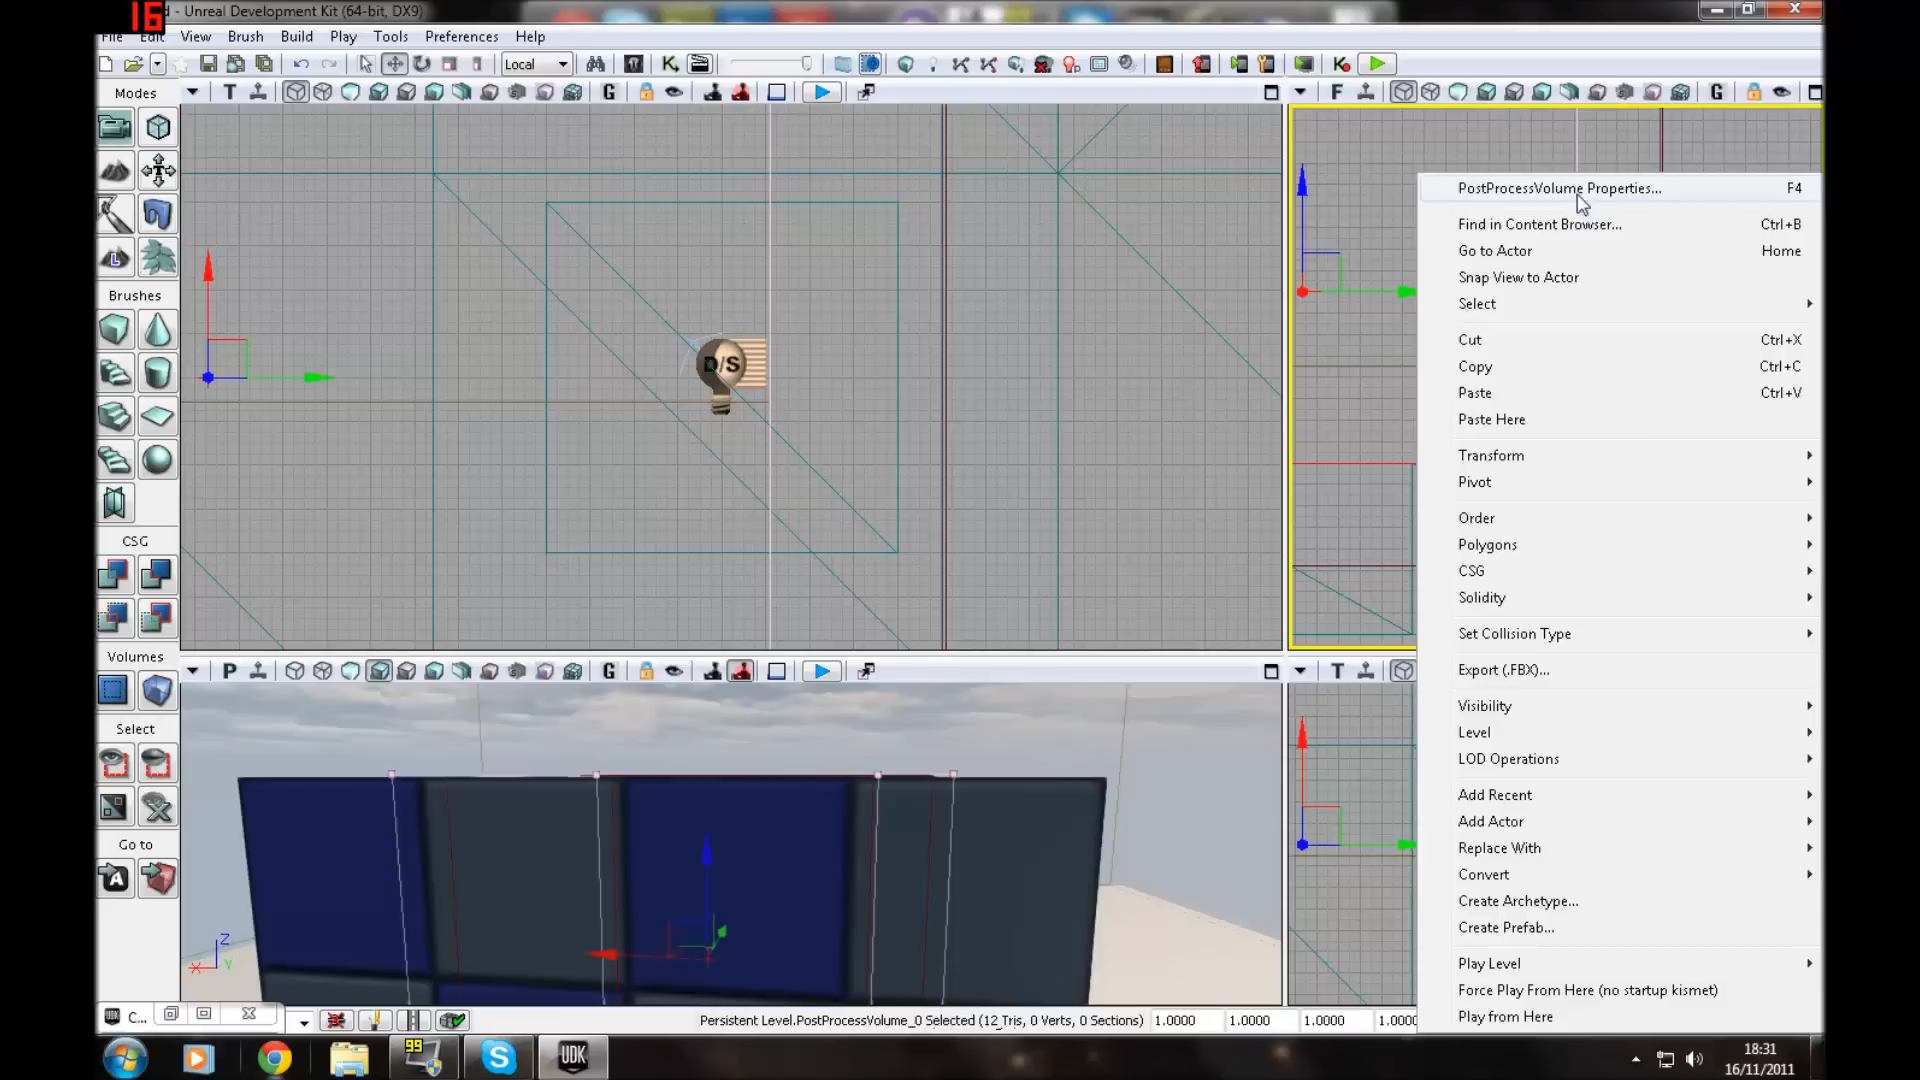 16
d - Unreal Development Kit (64-bit, DX9)
File Edit View Brush Build Play Tools Preferences Help
Local
Modes
T G
F G
Brushes
CSG
Volumes
Select
Go to
D/S
P G
T
Z
X Y
PostProcessVolume Properties... F4
Find in Content Browser... Ctrl+B
Go to Actor Home
Snap View to Actor
Select
Cut Ctrl+X
Copy Ctrl+C
Paste Ctrl+V
Paste Here
Transform
Pivot
Order
Polygons
CSG
Solidity
Set Collision Type
Export (.FBX)...
Visibility
Level
LOD Operations
Add Recent
Add Actor
Replace With
Convert
Create Archetype...
Create Prefab...
Play Level
Force Play From Here (no startup kismet)
Play from Here
C...
Persistent Level.PostProcessVolume_0 Selected (12 Tris, 0 Verts, 0 Sections) 1.0000 1.0000 1.0000 1.000
99
UDK
18:31
16/11/2011